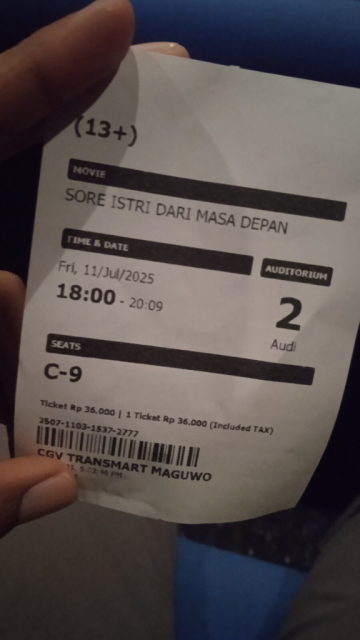 (13+)
MOVIE
SORE ISTRI DARI MASA DEPAN
TIME & DATE
AUDITORIUM
Fri, 11/Jul/2025
18:00 - 20:09
2
Audi
SEATS
C-9
Ticket Rp 36.000 | 1 Ticket Rp 36.000 (Included TAX)
2507-1103-1537-2777
CGV TRANSMART MAGUWO
PM